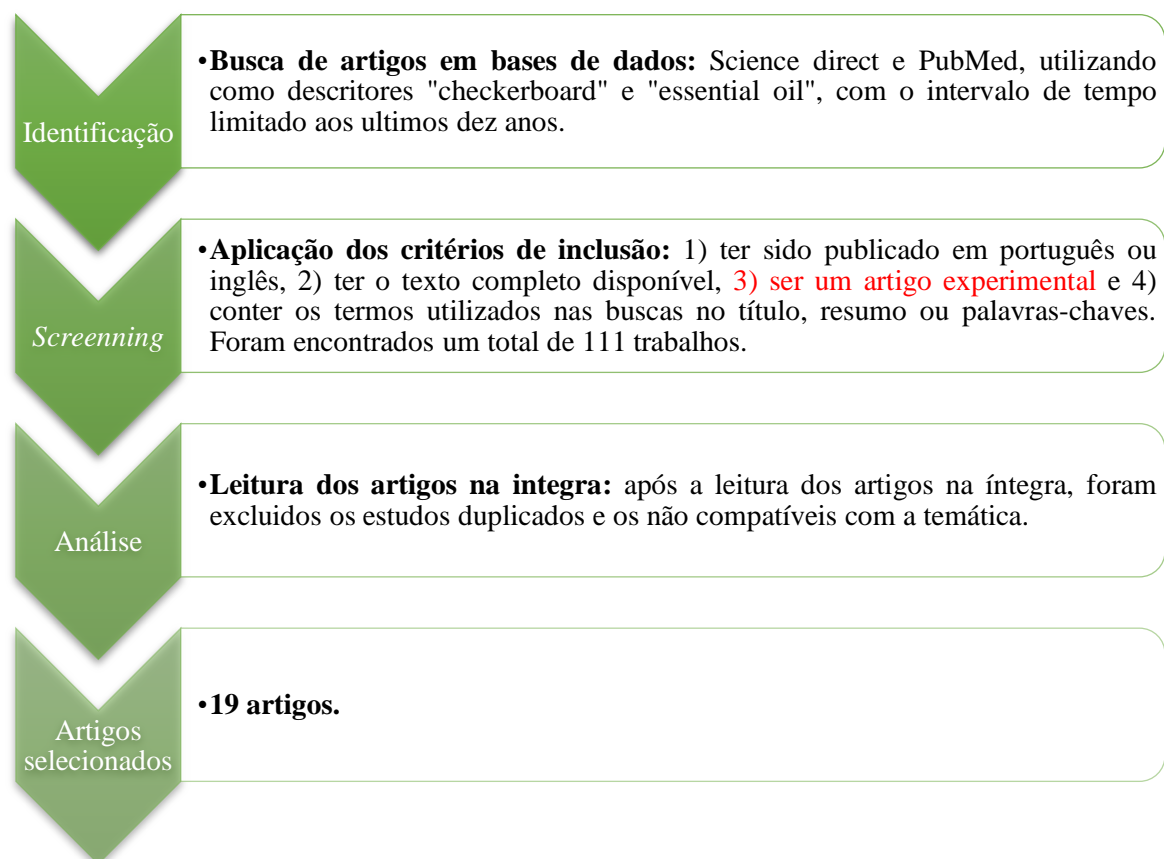 Identificação
•Busca de artigos em bases de dados: Science direct e PubMed, utilizando
como descritores "checkerboard" e "essential oil", com o intervalo de tempo
limitado aos ultimos dez anos.
Screenning
•Aplicação dos critérios de inclusão: 1) ter sido publicado em português ou
inglês, 2) ter o texto completo disponível, 3) ser um artigo experimental e 4)
conter os termos utilizados nas buscas no título, resumo ou palavras-chaves.
Foram encontrados um total de 111 trabalhos.
Análise
•Leitura dos artigos na integra: após a leitura dos artigos na íntegra, foram
excluidos os estudos duplicados e os não compatíveis com a temática.
Artigos
selecionados
•19 artigos.